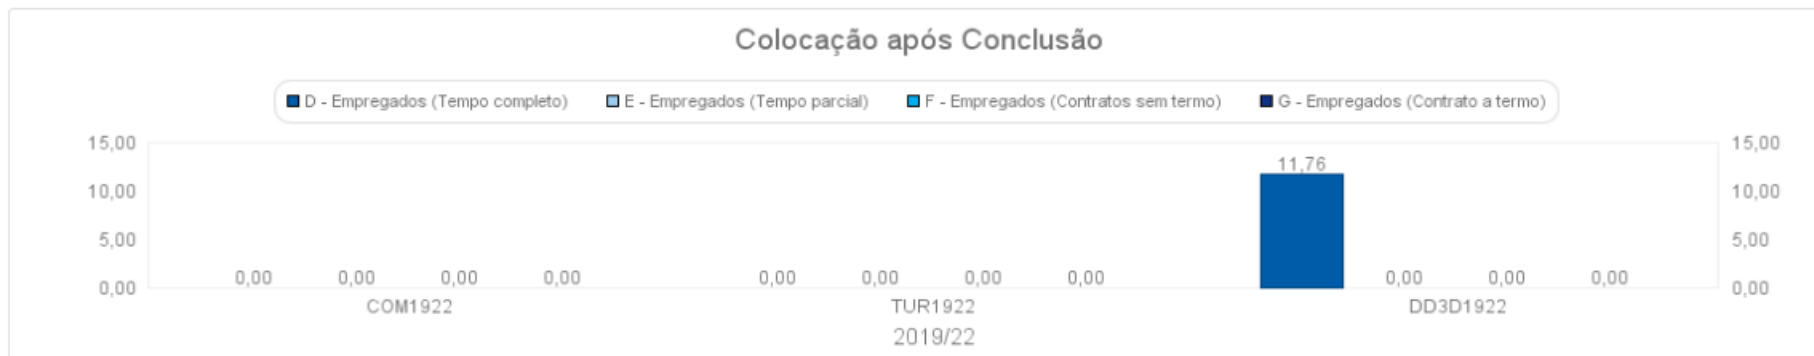 Colocação após Conclusão
D - Empregados (Tempo completo) E - Empregados (Tempo parcial) F - Empregados (Contratos sem termo) G - Empregados (Contrato a termo)
15,00 15,00
11,76
10,00 10,00
5,00 5,00
0,00 0,00 0,00 0,00 0,00 0,00 0,00 0,00 0,00 0,00 0,00
0,00 0,00
COM1922 TUR1922 DD3D1922
2019/22